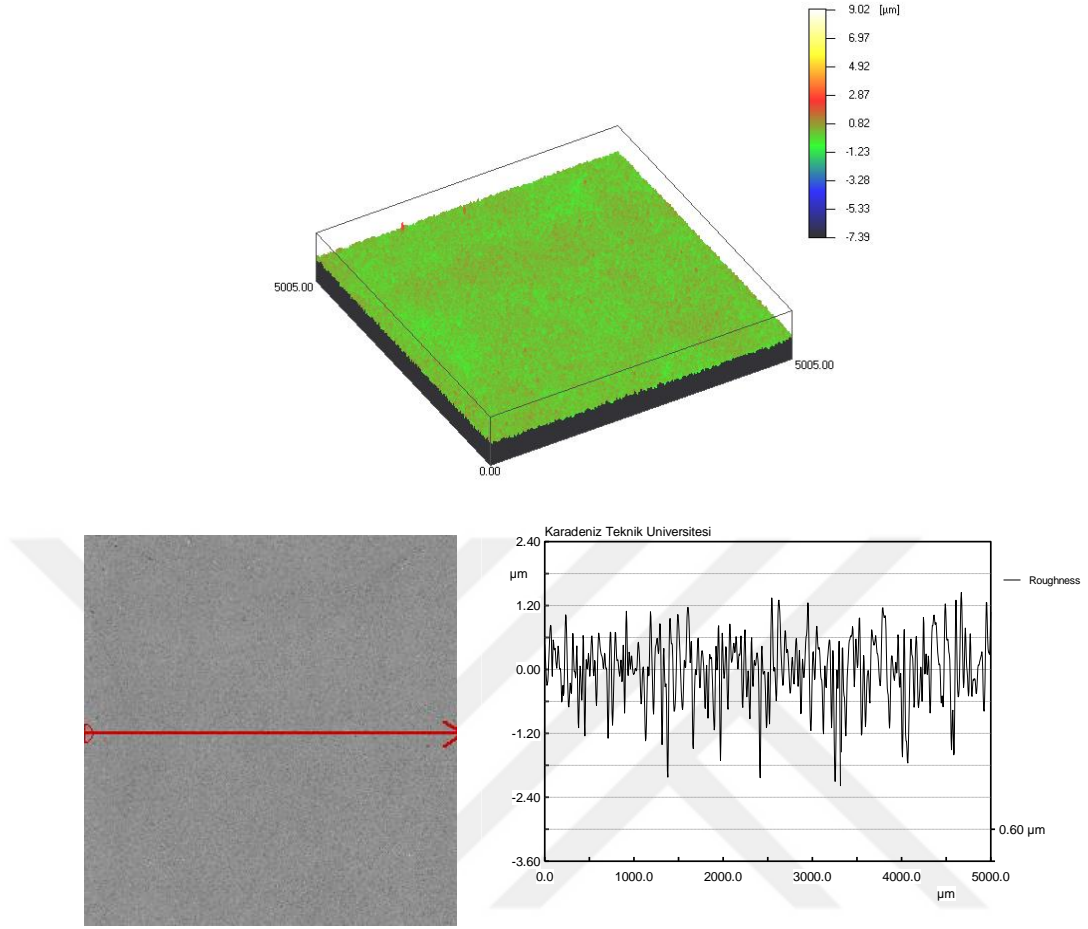 9.02 [µm]
6.97
4.92
2.87
0.82
-1.23
-3.28
-5.33
-7.39
5005.00
5005.00
0.00
Karadeniz Teknik Universitesi
2.40
µm
1.20
0.00
-1.20
-2.40
-3.60
Roughness
0.60 µm
0.0 1000.0 2000.0 3000.0 4000.0 5000.0
µm